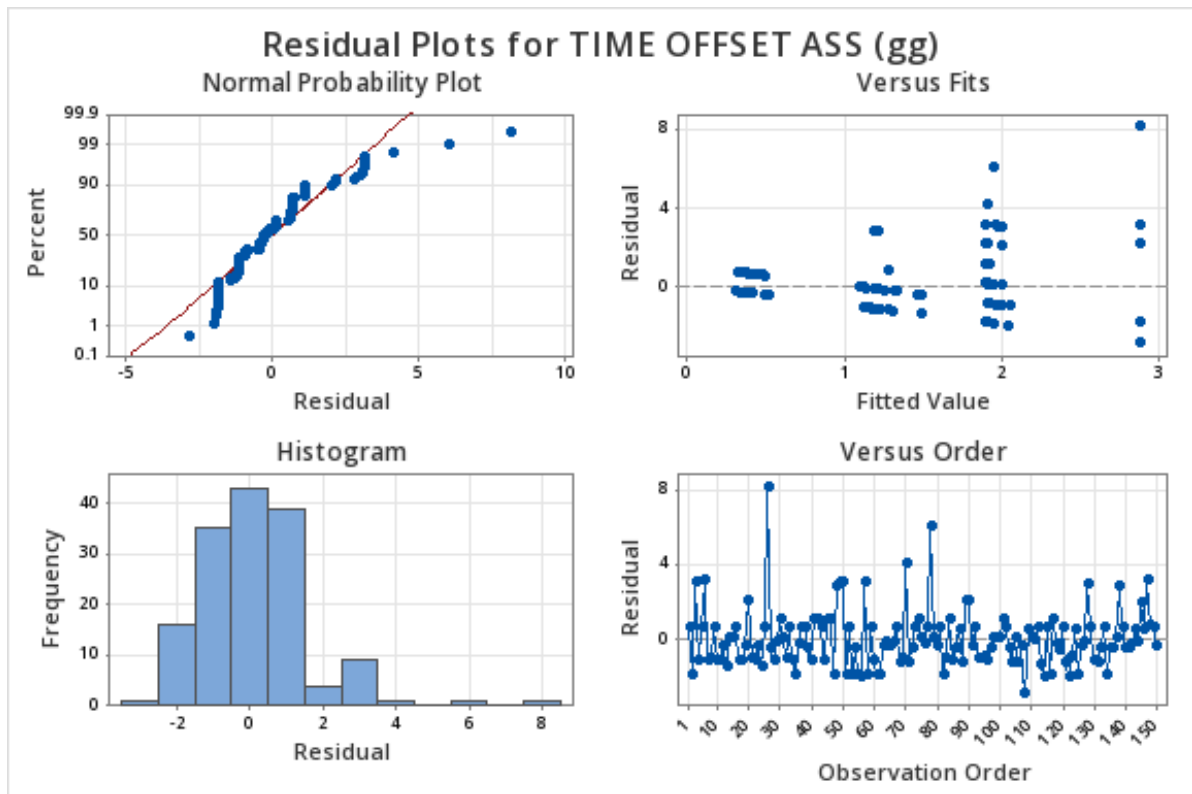 Residual Plots for TIME OFFSET ASS (gg)
Normal Probability Plot
99.9
99
90
50
10
1
0.1
Percent
-5 0 5 10
Residual
Versus Fits
8
4
0
Residual
0 1 2 3
Fitted Value
Histogram
40
30
20
10
0
Frequency
-2 0 2 4 6 8
Residual
Versus Order
8
4
0
Residual
1 10 20 30 40 50 60 70 80 90 100 110 120 130 140 150
Observation Order